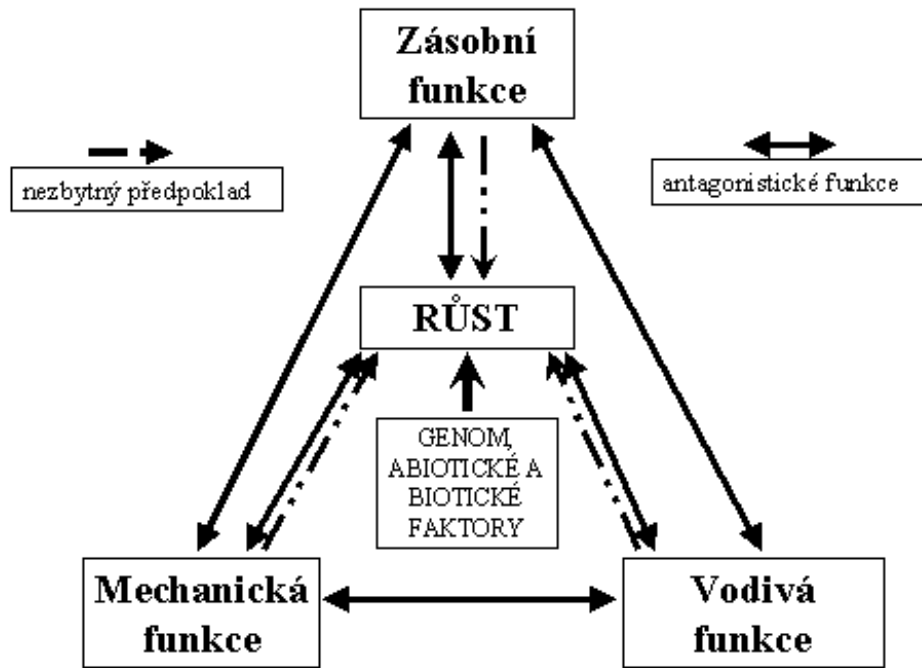 Zásobní
funkce
nezbytný předpoklad
antagonistické funkce
RŮST
GENOM,
ABIOTICKÉ A
BIOTICKÉ
FAKTORY
Mechanická
funkce
Vodivá
funkce